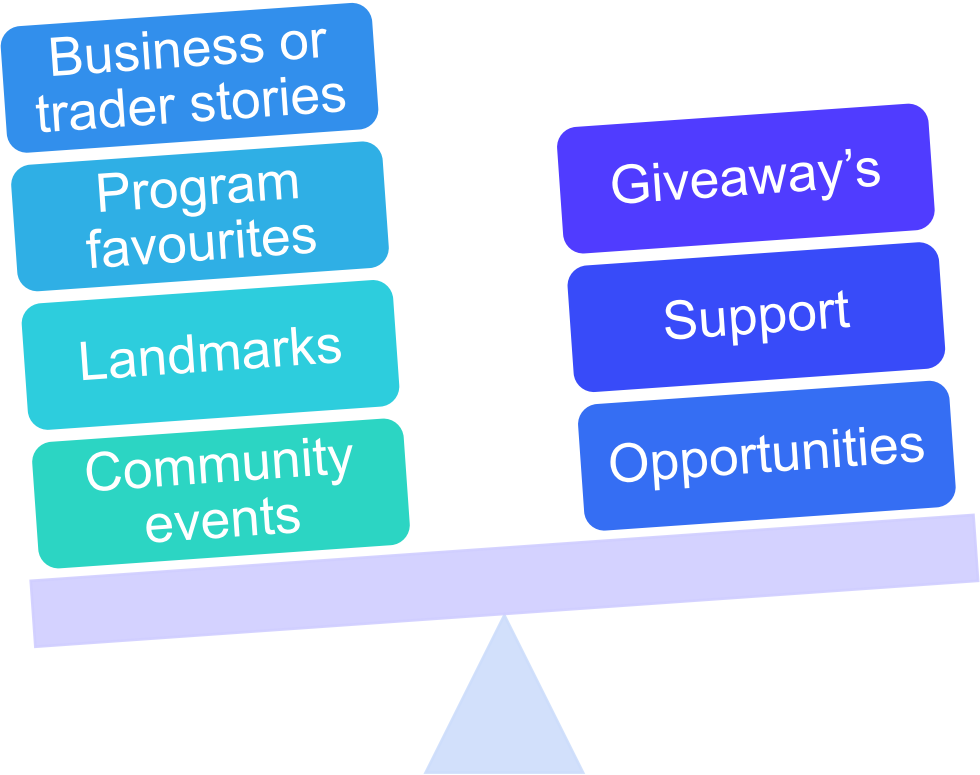 Business or
trader stories
Program
favourites
Landmarks
Community
events
Giveaway’s
Support
Opportunities